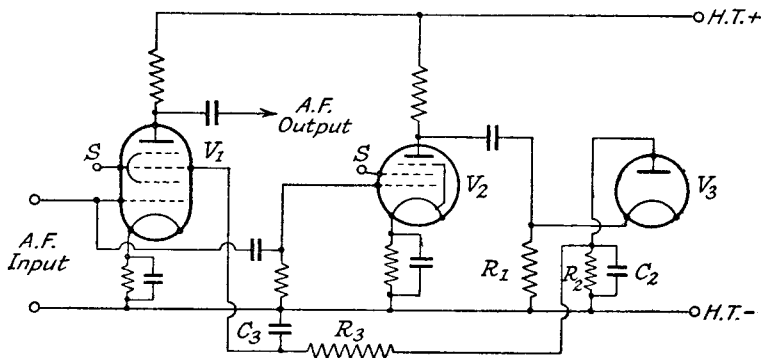 H.T.+
A.F.
Output
S
V1
S
V2
V3
A.F.
Input
R1
R2
C2
C3
R3
H.T.-